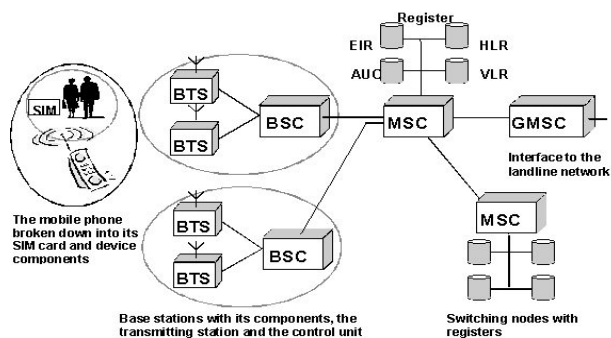 Register
EIR
HLR
AUC
VLR
SIM
BTS
BTS
BSC
MSC
GMSC
Interface to the
landline network
The mobile phone
broken down into its
SIM card and device
components
BTS
BTS
BSC
MSC
Base stations with its components, the
transmitting station and the control unit
Switching nodes with
registers